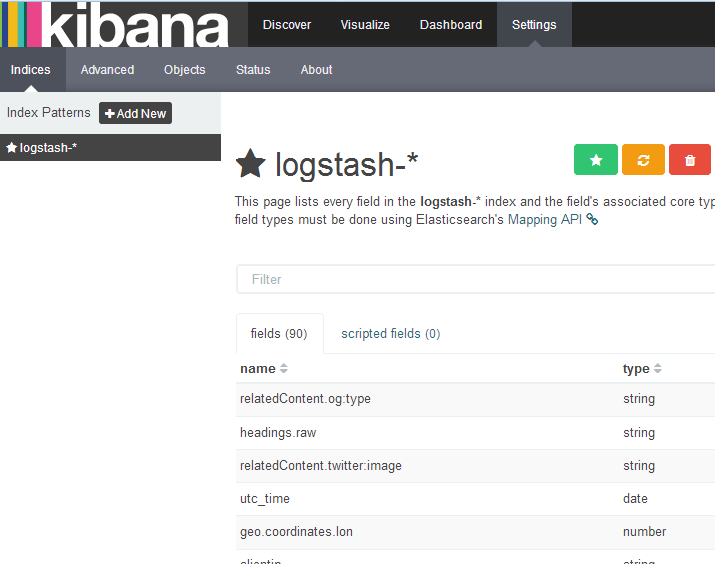 kibana
Discover Visualize Dashboard Settings
Indices Advanced Objects Status About
Index Patterns Add New
logstash-*
logstash-*
This page lists every field in the logstash-* index and the field's associated core typ
field types must be done using Elasticsearch's Mapping API
Filter
fields (90) scripted fields (0)
name type
relatedContent.og:type string
headings.raw string
relatedContent.twitter:image string
utc_time date
geo.coordinates.lon number